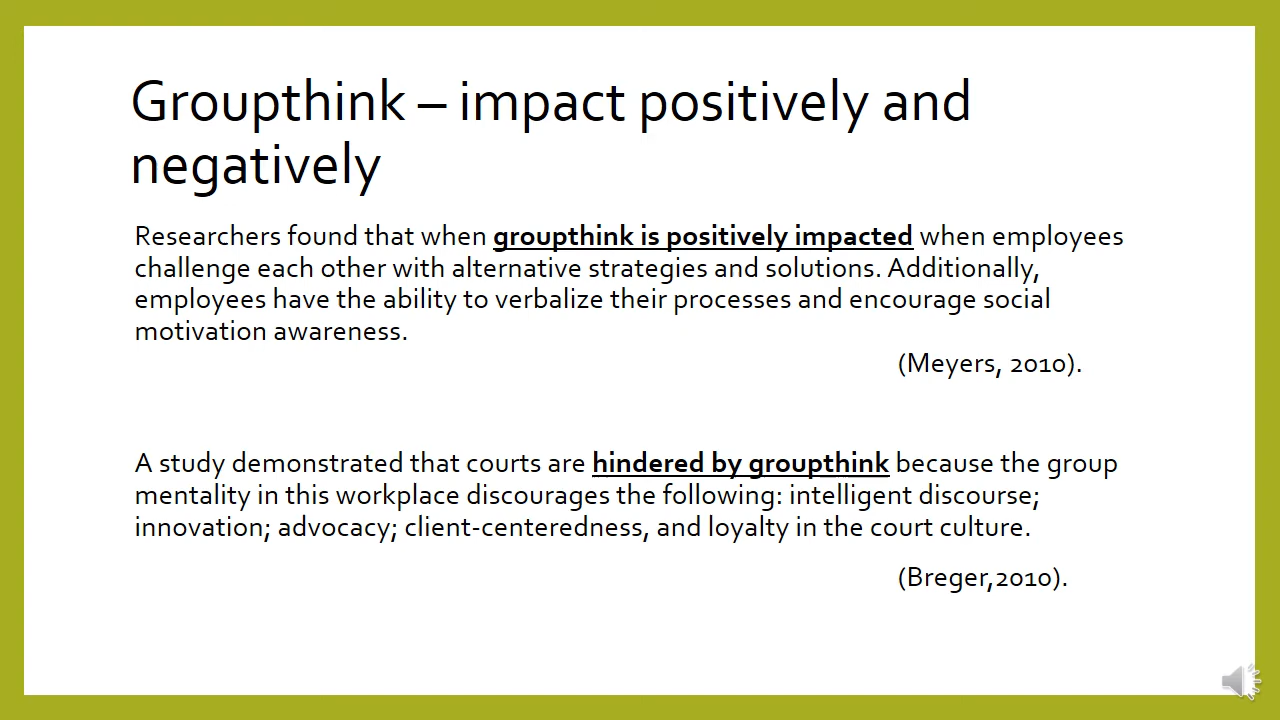 Groupthink – impact positively and
negatively
Researchers found that when groupthink is positively impacted when employees
challenge each other with alternative strategies and solutions. Additionally,
employees have the ability to verbalize their processes and encourage social
motivation awareness.
(Meyers, 2010).
A study demonstrated that courts are hindered by groupthink because the group
mentality in this workplace discourages the following: intelligent discourse;
innovation; advocacy; client-centeredness, and loyalty in the court culture.
(Breger,2010).